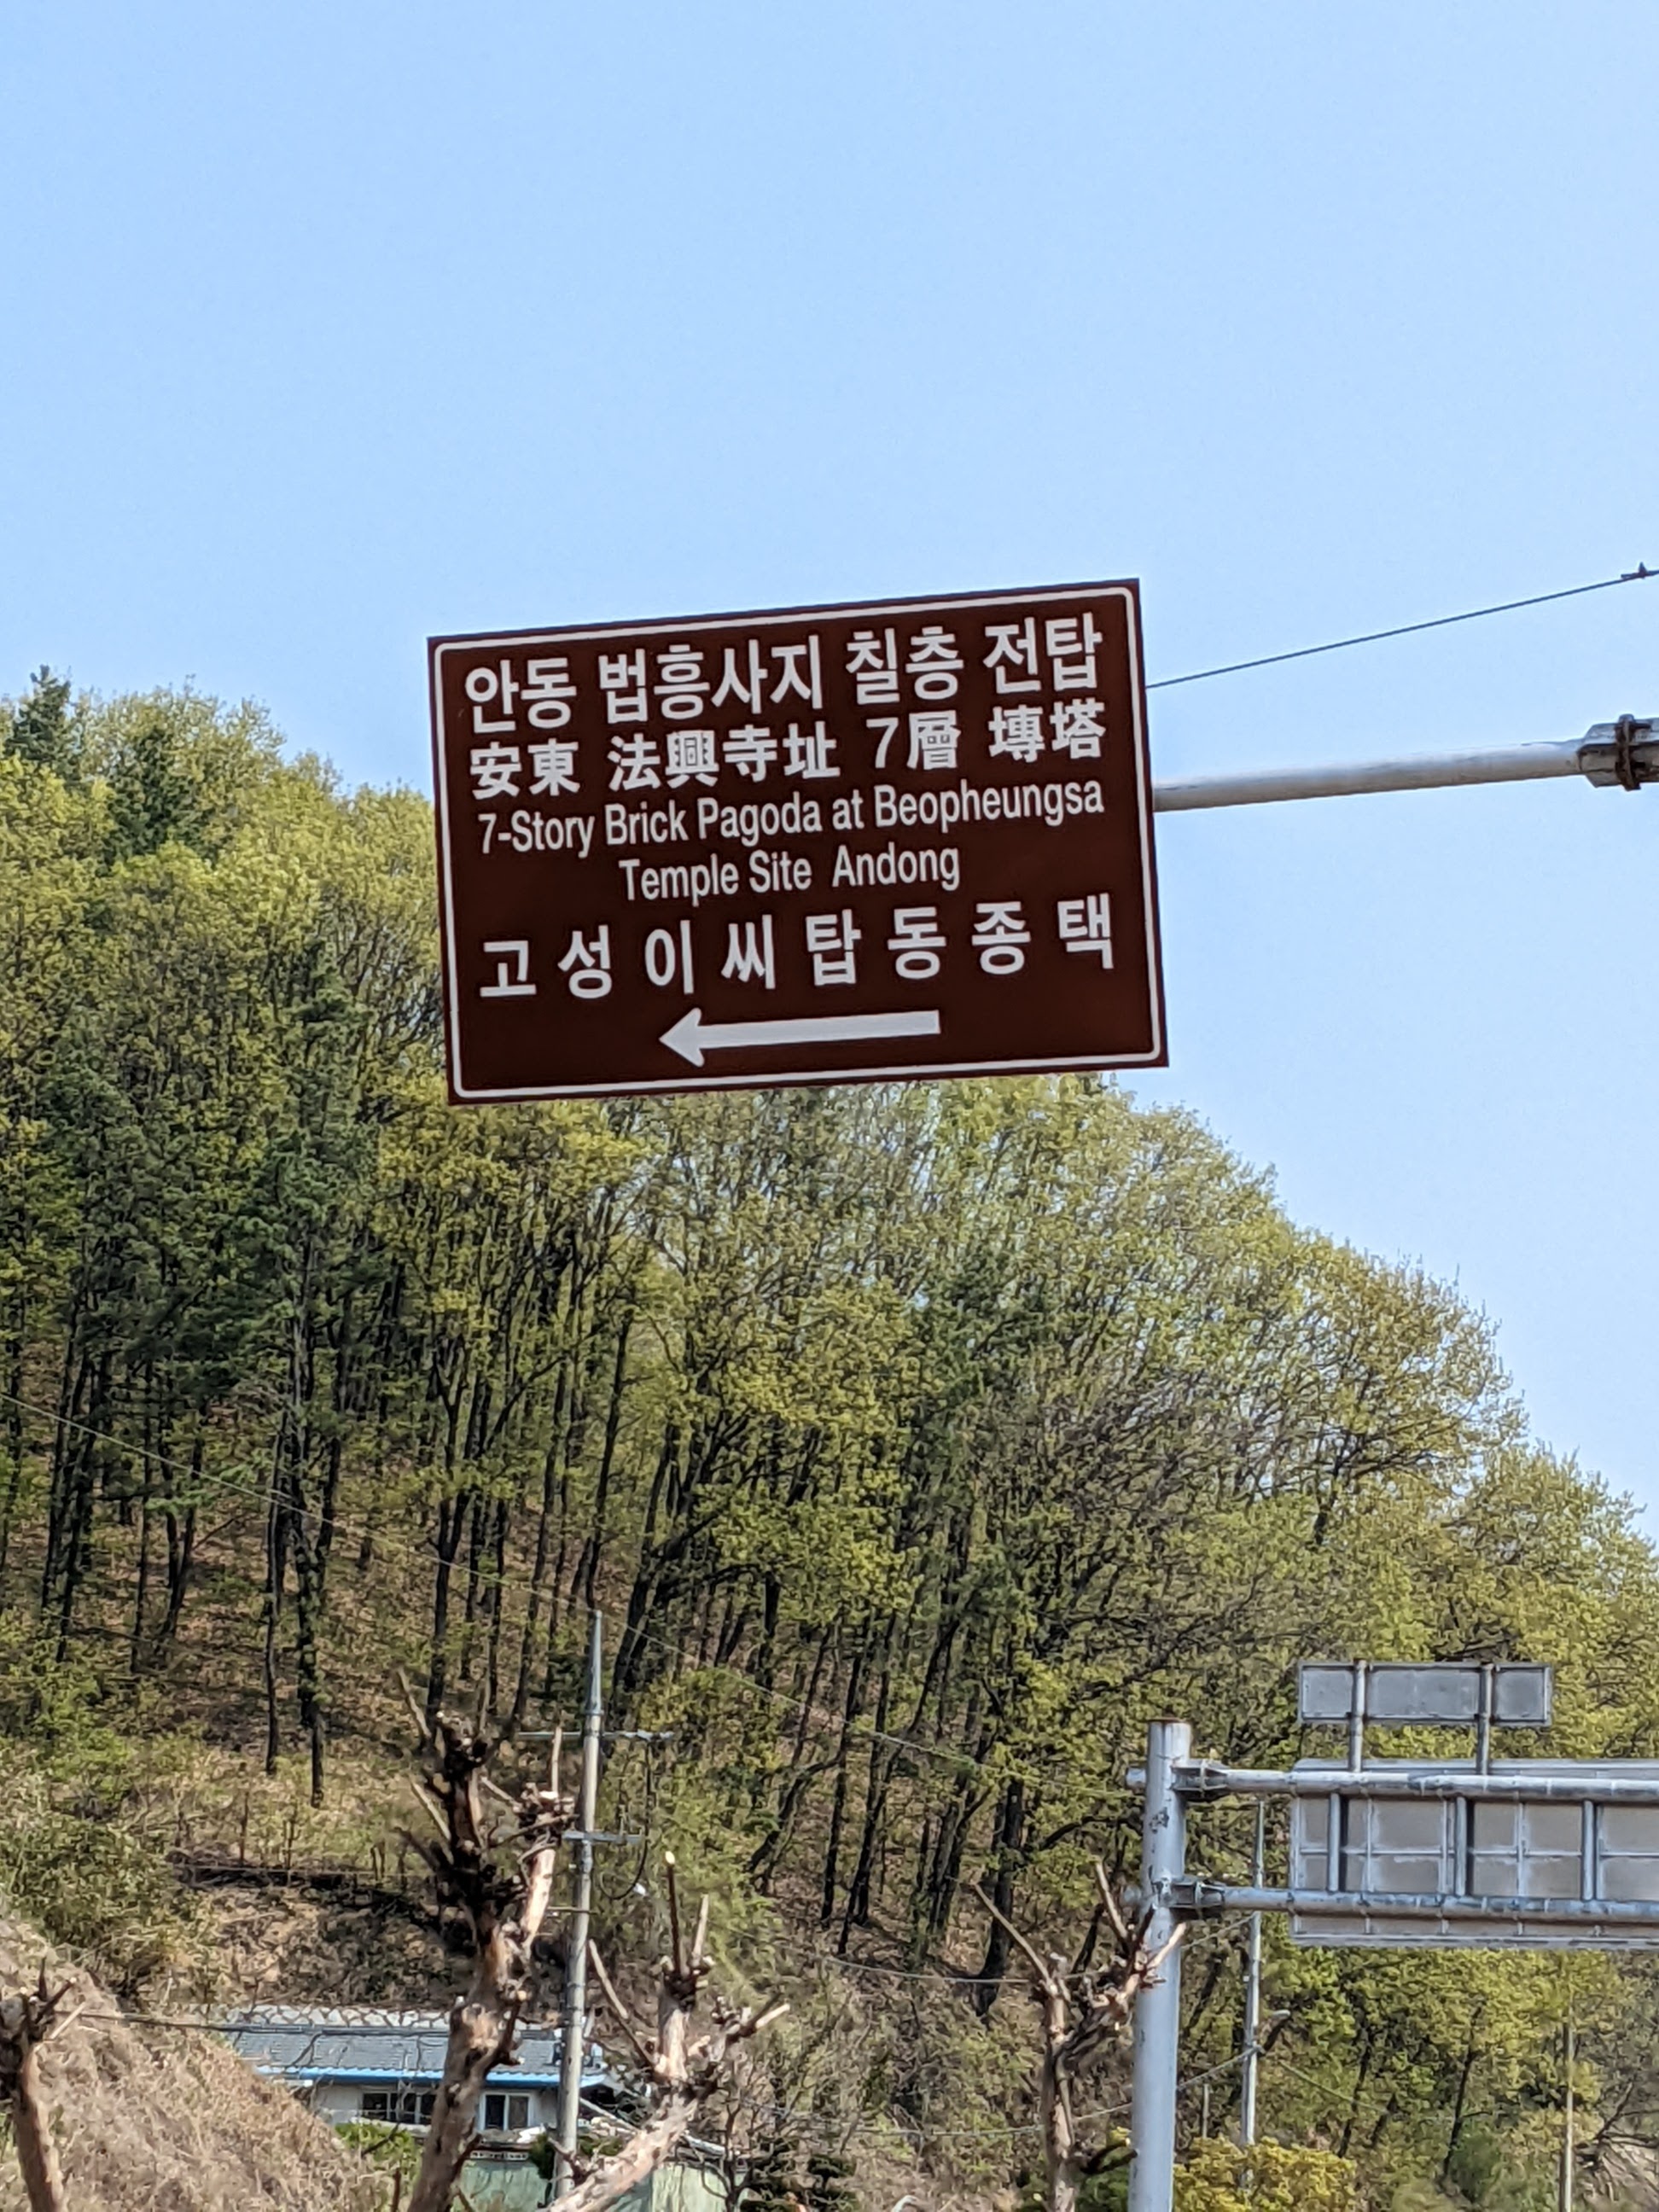 안동 법흥사지 칠층 전탑
安東 法興寺址 7層 塼塔
7-Story Brick Pagoda at Beopheungsa
Temple Site Andong
고성이씨탑동종택